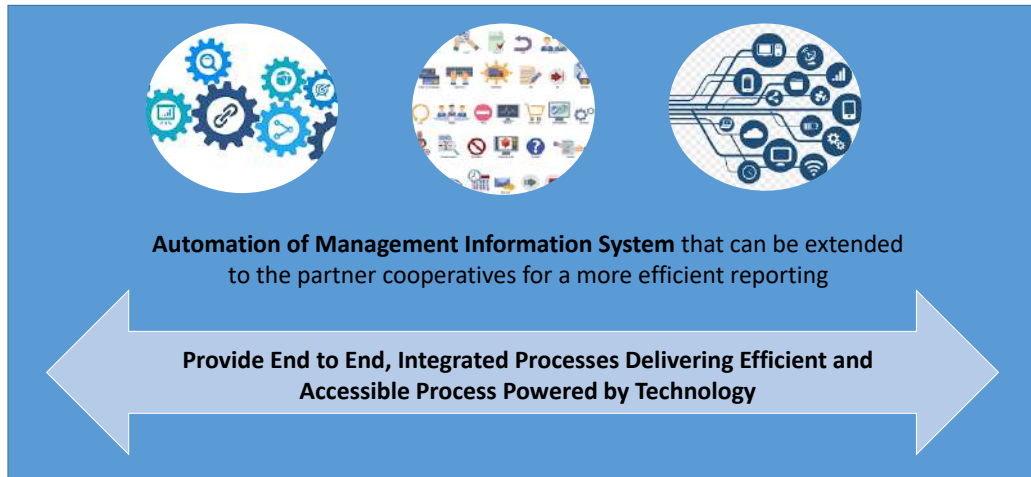 Automation of Management Information System that can be extended
to the partner cooperatives for a more efficient reporting
Provide End to End, Integrated Processes Delivering Efficient and
Accessible Process Powered by Technology